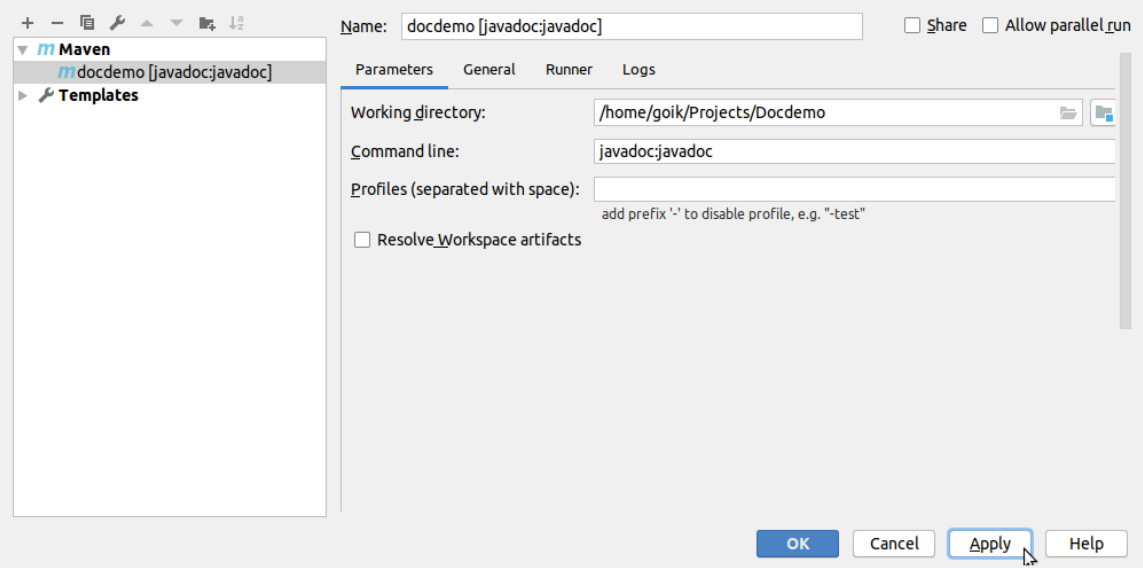 Name: docdemo [javadoc:javadoc] Share Allow parallel run
m Maven
m docdemo [javadoc:javadoc]
Templates
Parameters General Runner Logs
Working directory: /home/goik/Projects/Docdemo
Command line: javadoc:javadoc
Profiles (separated with space):
add prefix '-' to disable profile, e.g. "-test"
Resolve Workspace artifacts
OK Cancel Apply Help